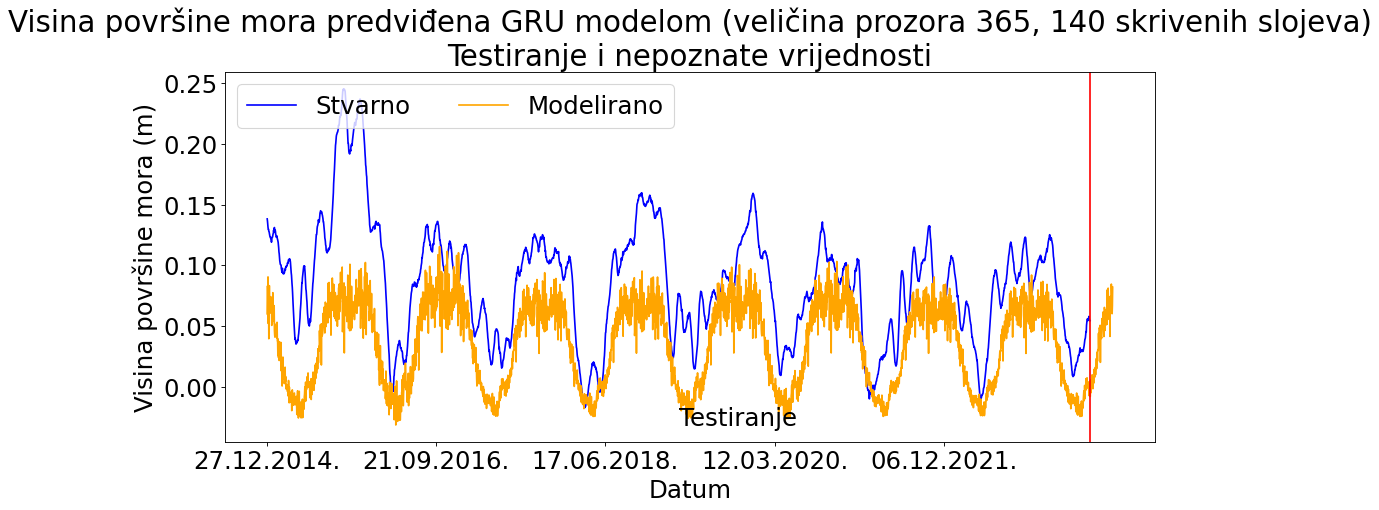 Visina površine mora predviđena GRU modelom (veličina prozora 365, 140 skrivenih slojeva)
Testiranje i nepoznate vrijednosti
Stvarno
Modelirano
Visina površine mora (m)
0.25
0.20
0.15
0.10
0.05
0.00
Testiranje
27.12.2014.
21.09.2016.
17.06.2018.
12.03.2020.
06.12.2021.
Datum